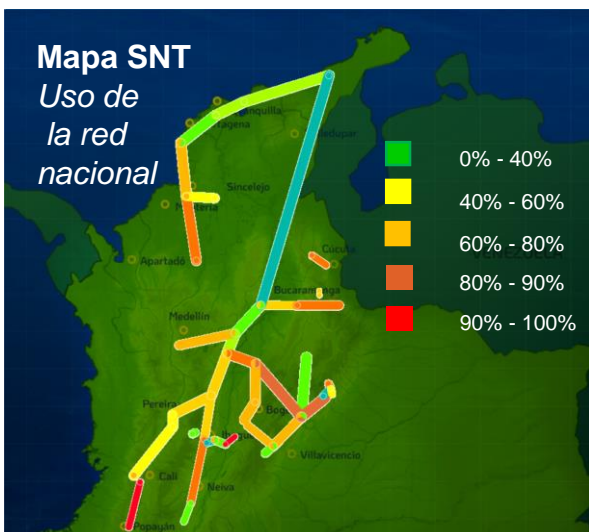 Mapa SNT
Uso de
la red
nacional
0% - 40%
40% - 60%
60% - 80%
80% - 90%
90% - 100%
Sincelejo
Apartadó
Cúcuta
Bucaramanga
Medellín
Pereira
Cali
Neiva
Villavicencio
Popayán